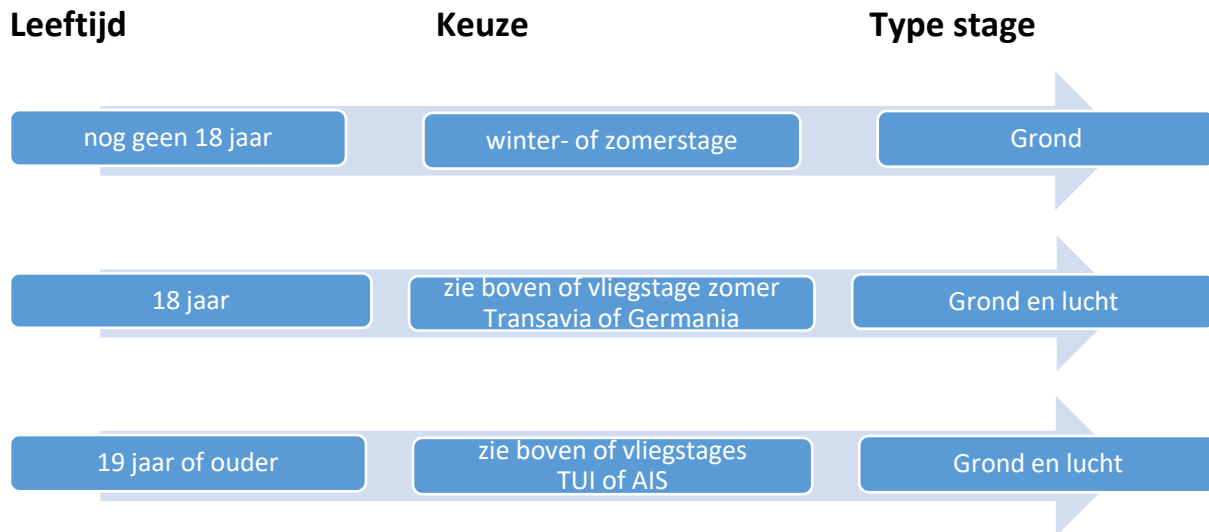 Leeftijd Keuze Type stage
nog geen 18 jaar winter- of zomerstage Grond
18 jaar zie boven of vliegstage zomer Grond en lucht
Transavia of Germania
19 jaar of ouder zie boven of vliegstages Grond en lucht
TUI of AIS